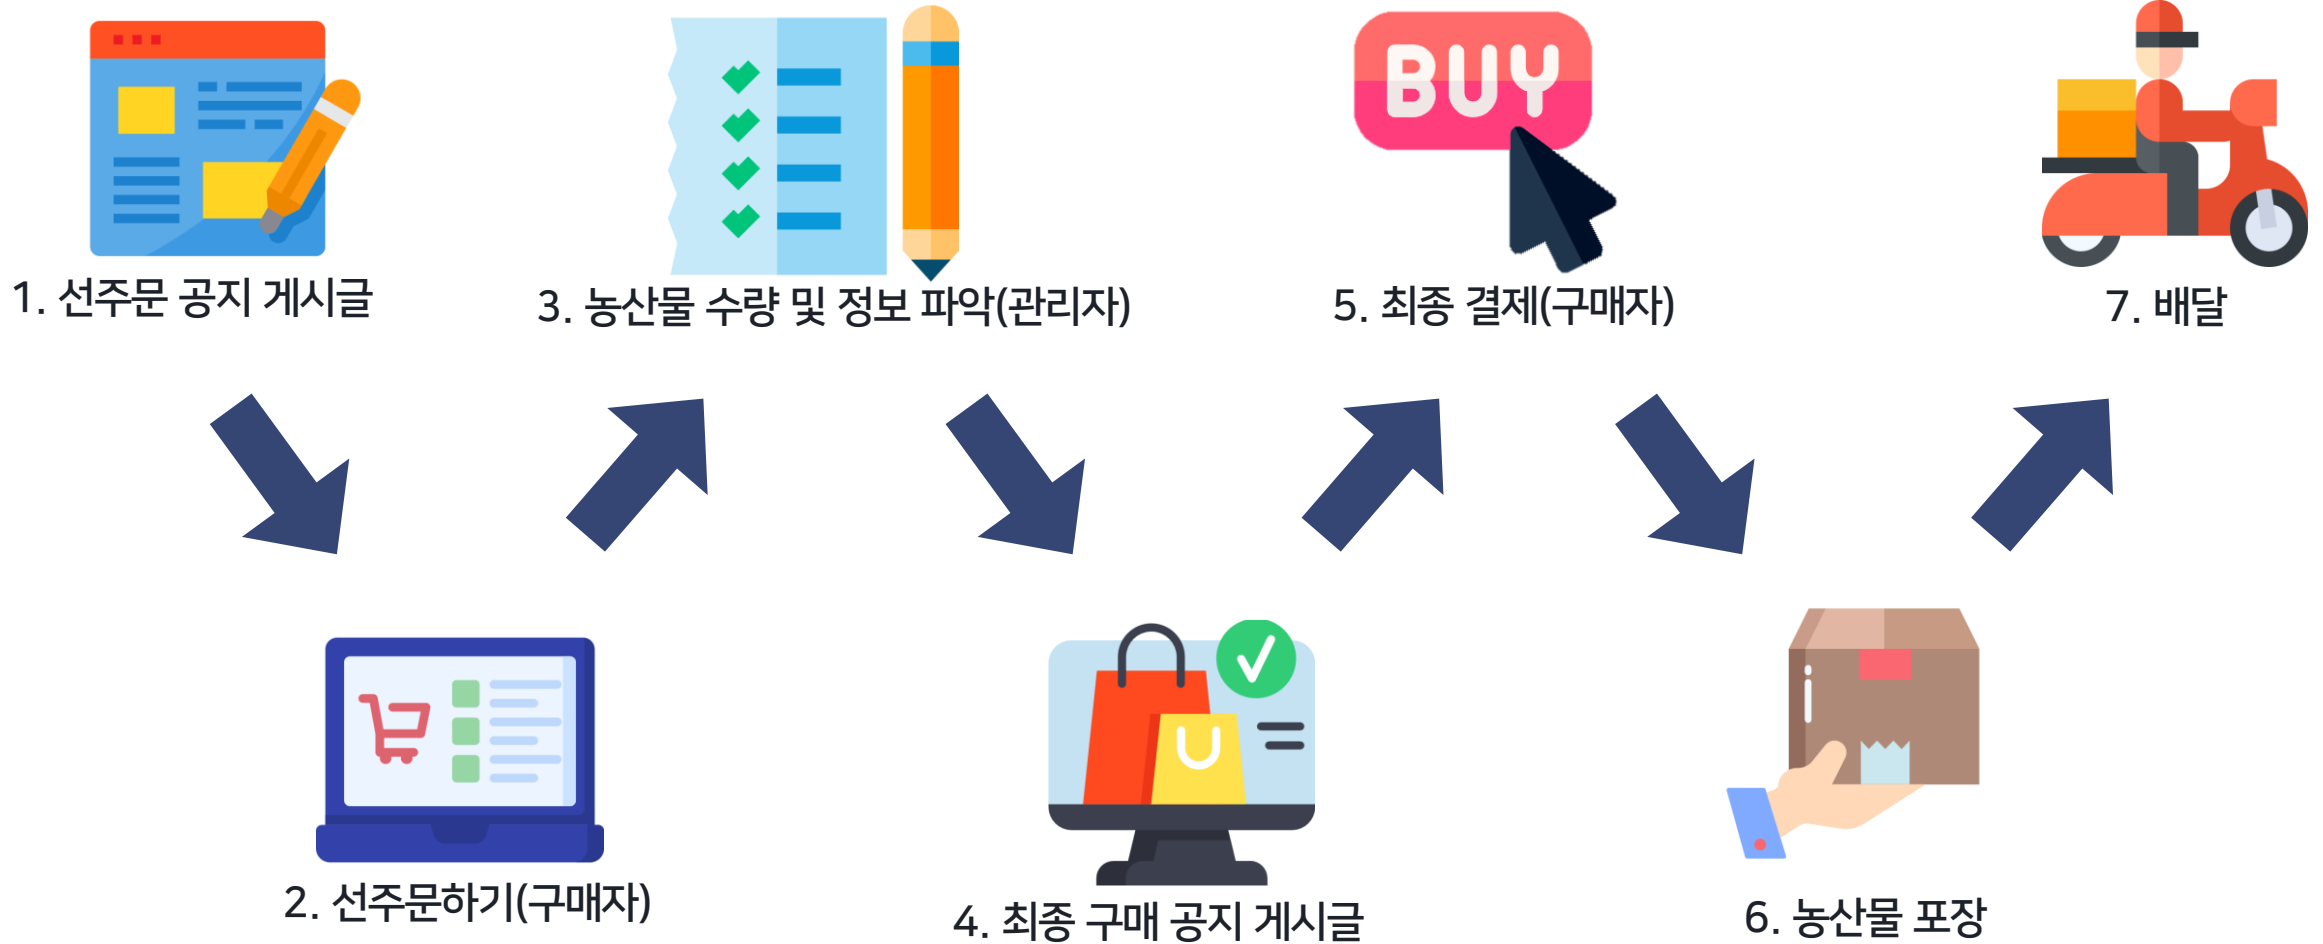 1. 선주문 공지 게시글
2. 선주문하기(구매자)
3. 농산물 수량 및 정보 파악(관리자)
4. 최종 구매 공지 게시글
BUY
5. 최종 결제(구매자)
6. 농산물 포장
7. 배달